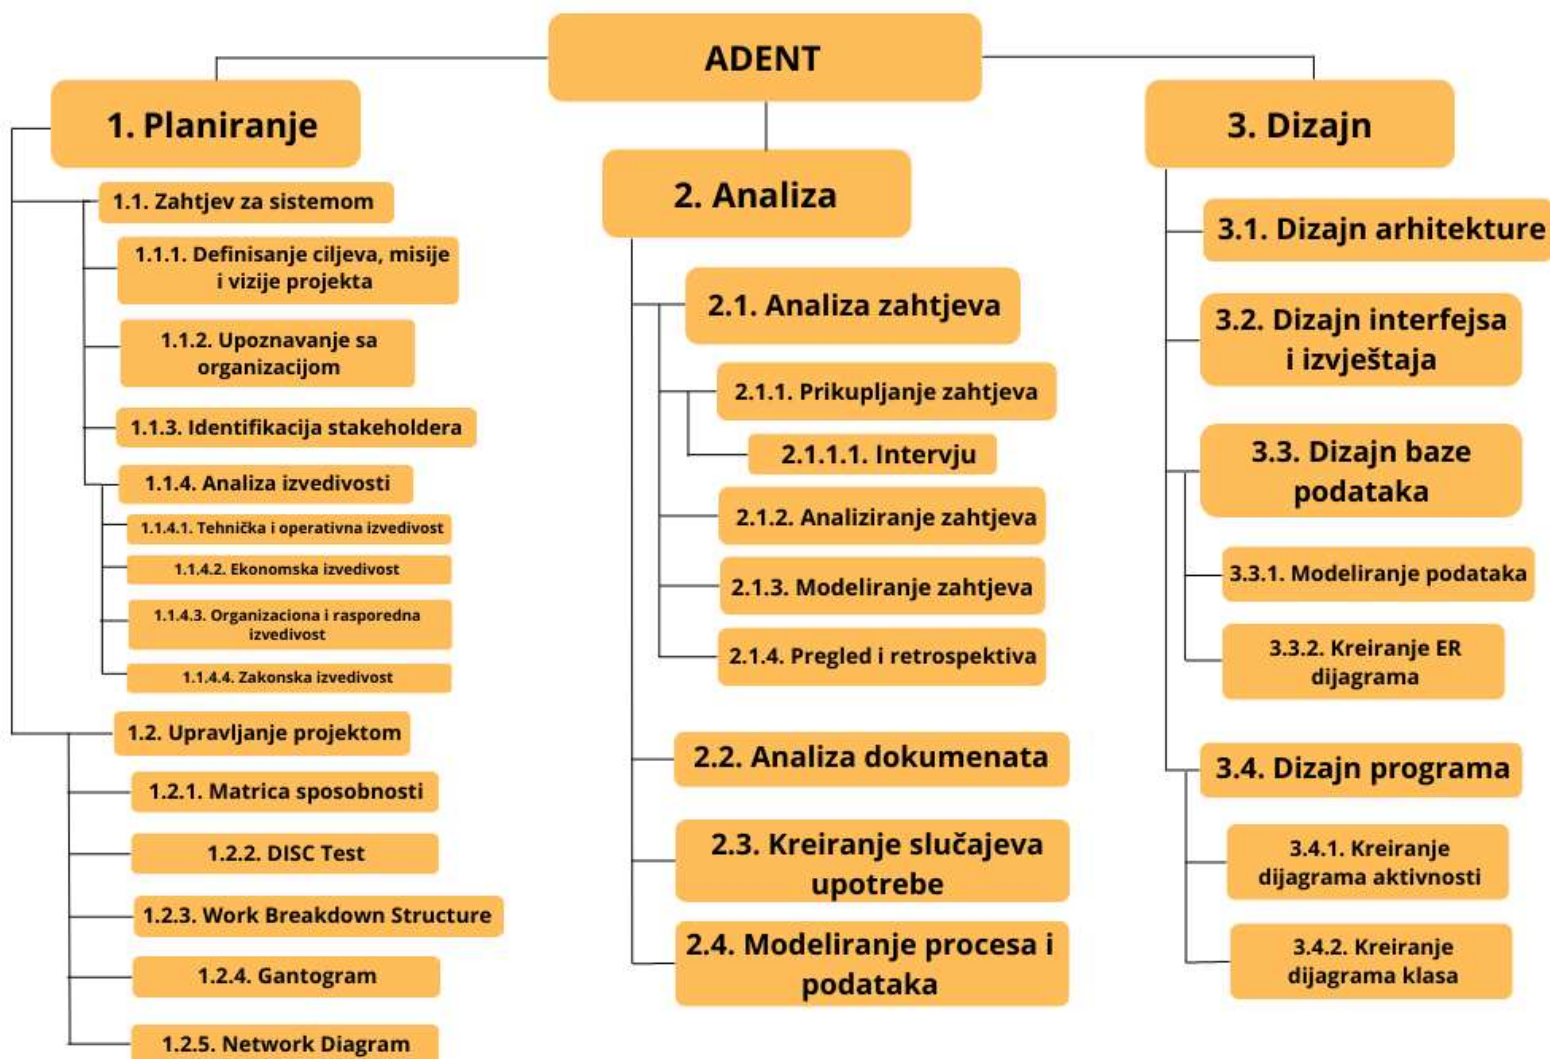 ADENT
1. Planiranje
1.1. Zahtjev za sistemom
1.1.1. Definisanje ciljeva, misije
i vizije projekta
1.1.2. Upoznavanje sa
organizacijom
1.1.3. Identifikacija stakeholdera
1.1.4. Analiza izvedivosti
1.1.4.1. Tehnička i operativna izvedivost
1.1.4.2. Ekonomska izvedivost
1.1.4.3. Organizaciona i rasporedna
izvedivost
1.1.4.4. Zakonska izvedivost
1.2. Upravljanje projektom
1.2.1. Matrica sposobnosti
1.2.2. DISC Test
1.2.3. Work Breakdown Structure
1.2.4. Gantogram
1.2.5. Network Diagram
2. Analiza
2.1. Analiza zahtjeva
2.1.1. Prikupljanje zahtjeva
2.1.1.1. Intervju
2.1.2. Analiziranje zahtjeva
2.1.3. Modeliranje zahtjeva
2.1.4. Pregled i retrospektiva
2.2. Analiza dokumenata
2.3. Kreiranje slučajeva
upotrebe
2.4. Modeliranje procesa i
podataka
3. Dizajn
3.1. Dizajn arhitekture
3.2. Dizajn interfejsa
i izvještaja
3.3. Dizajn baze
podataka
3.3.1. Modeliranje podataka
3.3.2. Kreiranje ER
dijagrama
3.4. Dizajn programa
3.4.1. Kreiranje
dijagrama aktivnosti
3.4.2. Kreiranje
dijagrama klasa